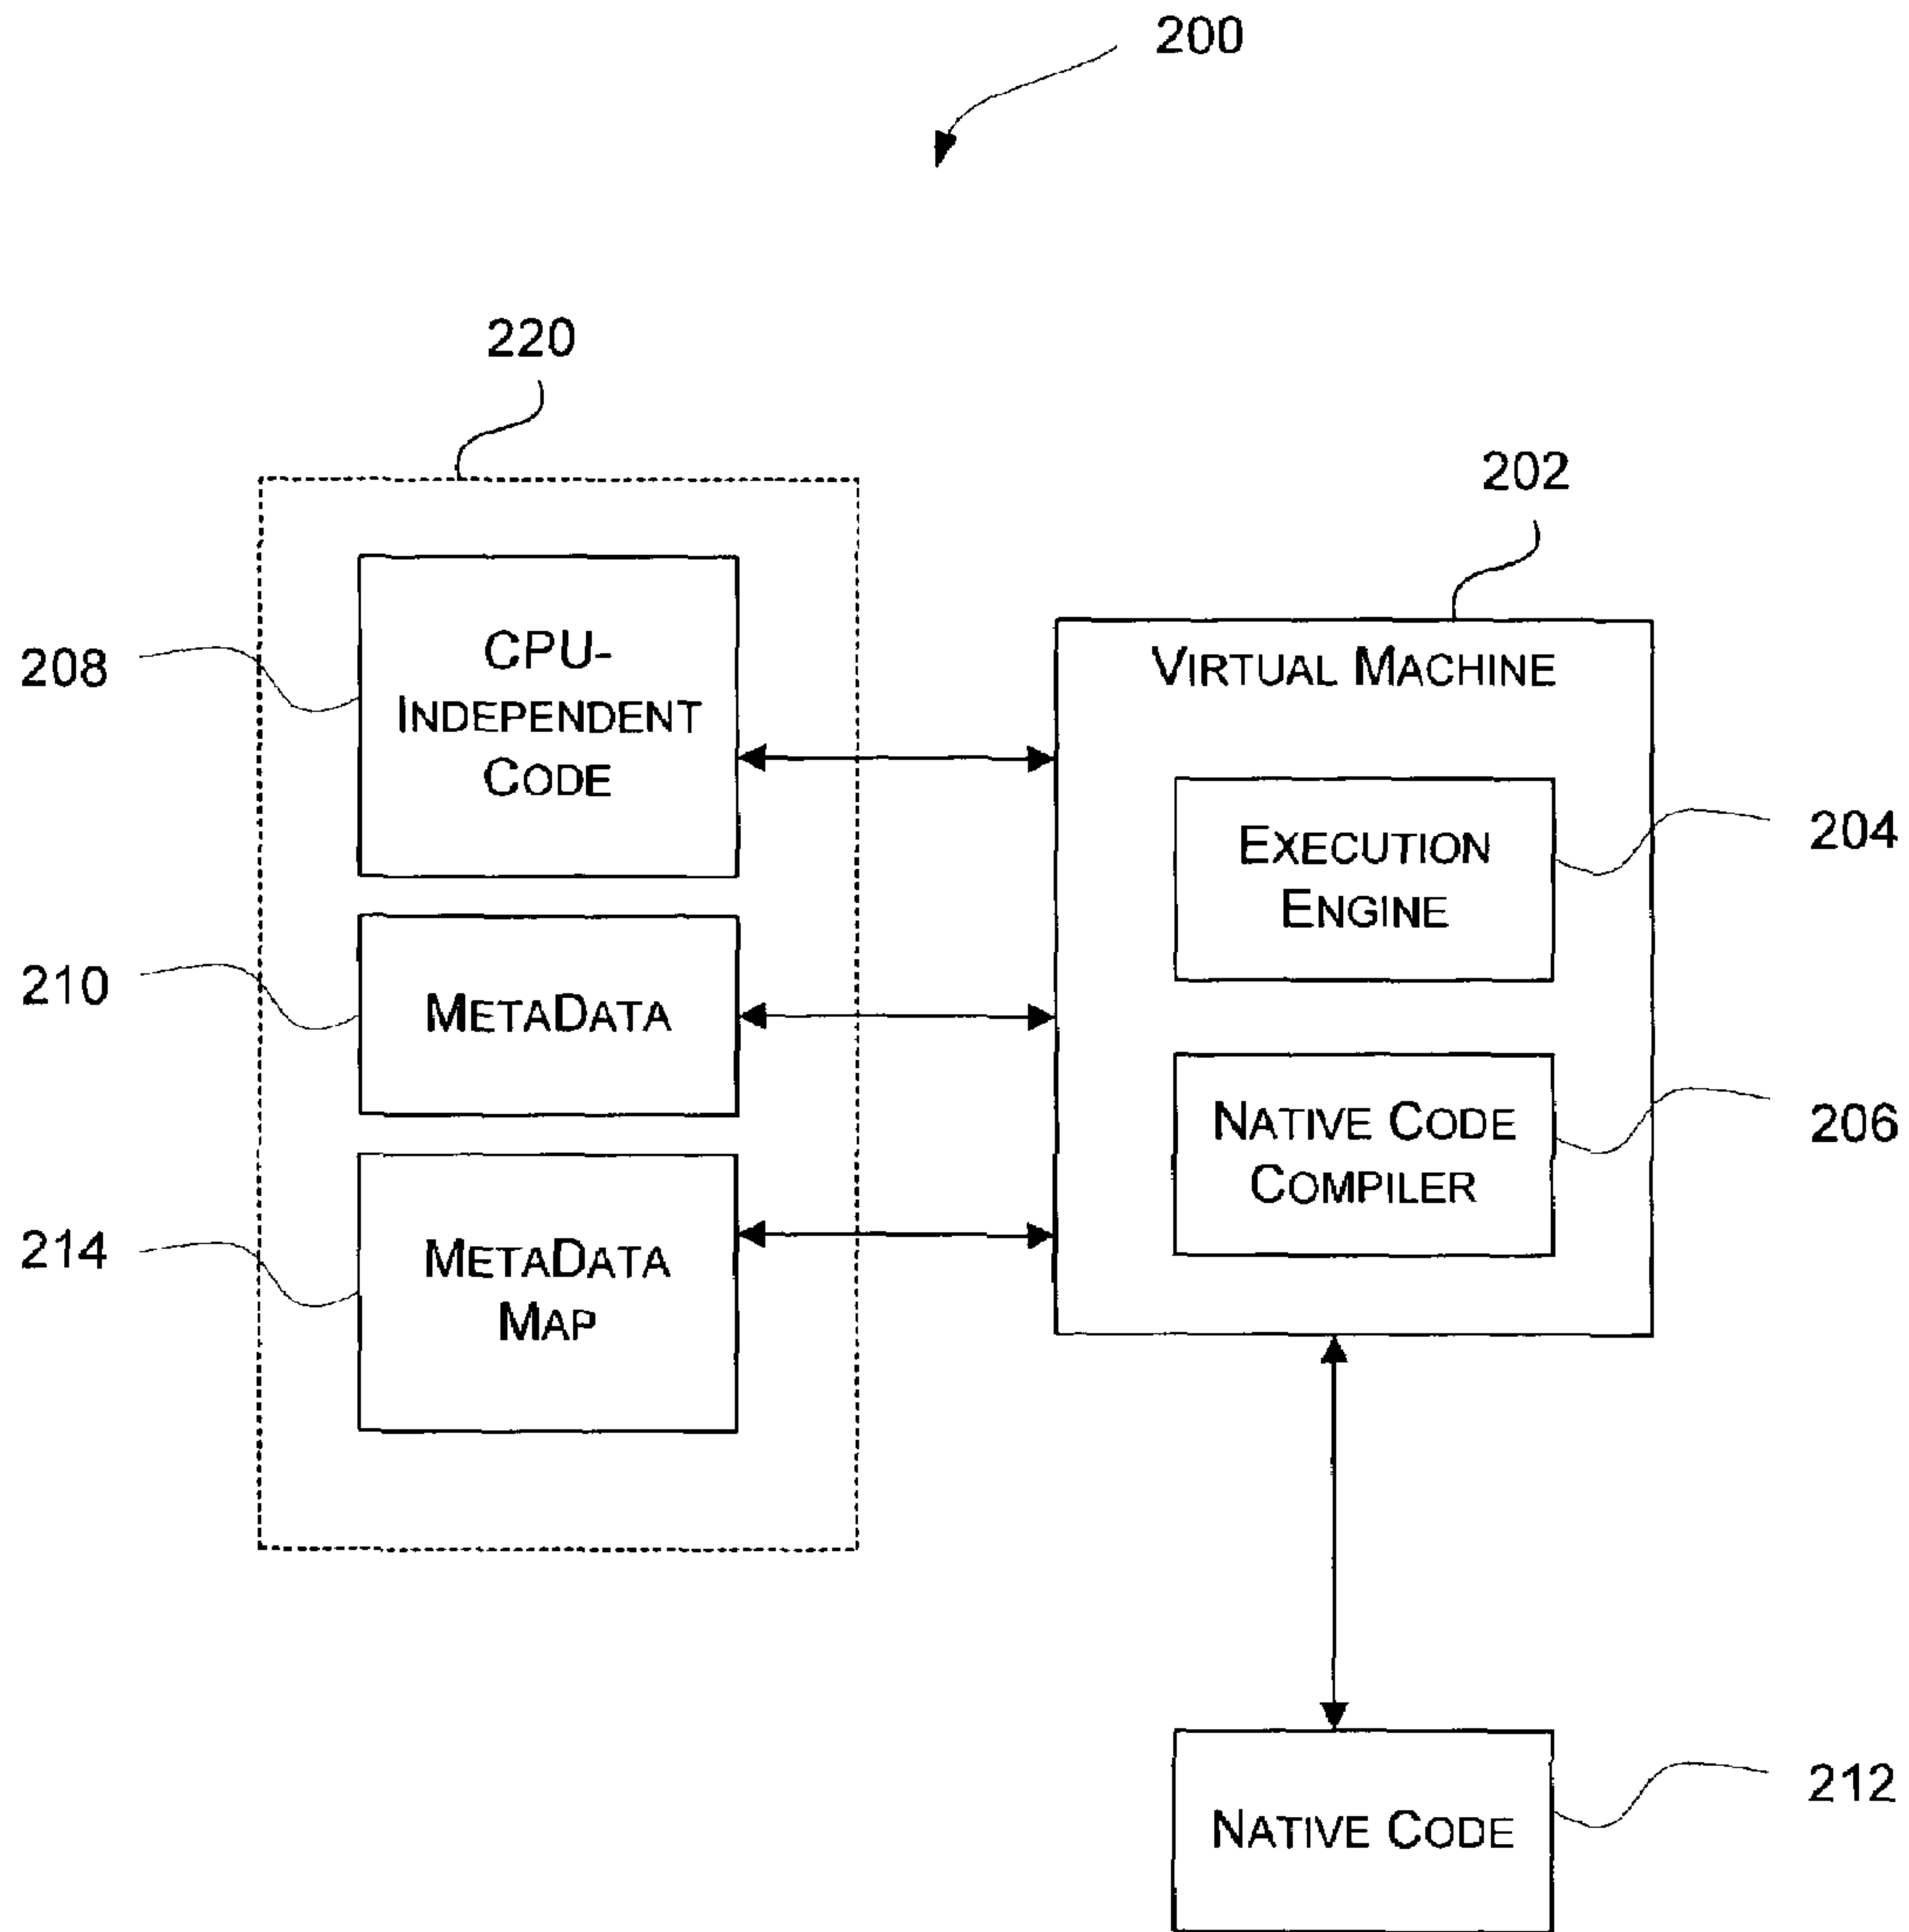 200
220
202
208
CPU-
INDEPENDENT
CODE
VIRTUAL MACHINE
204
EXECUTION
ENGINE
210
METADATA
206
NATIVE CODE
COMPILER
214
METADATA
MAP
212
NATIVE CODE